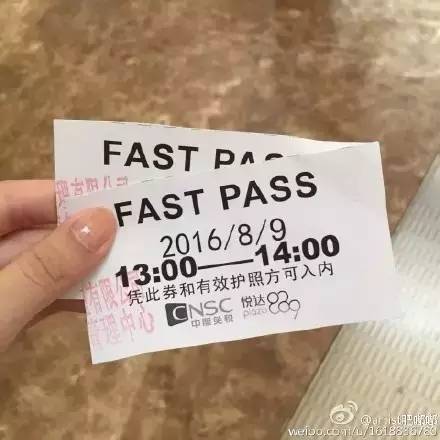 FAST PASS
FAST PASS
2016/8/9
13:00——14:00
凭此券和有效护照方可入内
CNSC 悦达 889
中服免税 plaza
weibo.com/u/1618896780